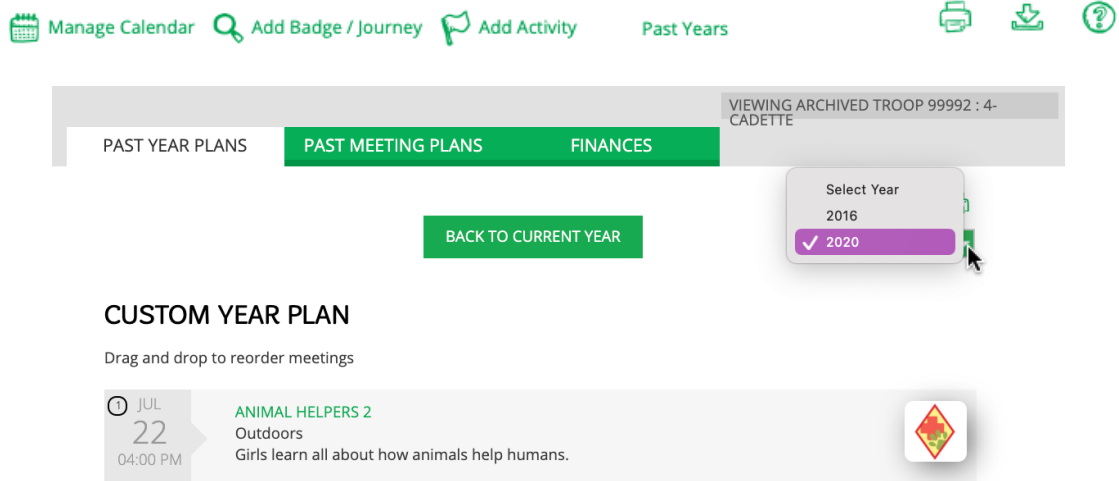 Manage Calendar Add Badge / Journey Add Activity Past Years
VIEWING ARCHIVED TROOP 99992 : 4-
CADETTE
PAST YEAR PLANS PAST MEETING PLANS FINANCES
Select Year
2016
BACK TO CURRENT YEAR
2020
CUSTOM YEAR PLAN
Drag and drop to reorder meetings
1 JUL
22
04:00 PM
ANIMAL HELPERS 2
Outdoors
Girls learn all about how animals help humans.